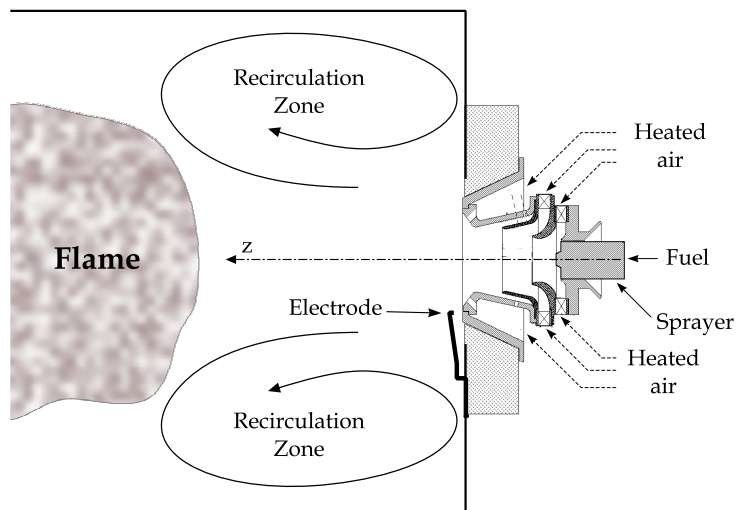 Recirculation
Zone
Heated
air
Flame
z
Fuel
Electrode
Sprayer
Heated
air
Recirculation
Zone